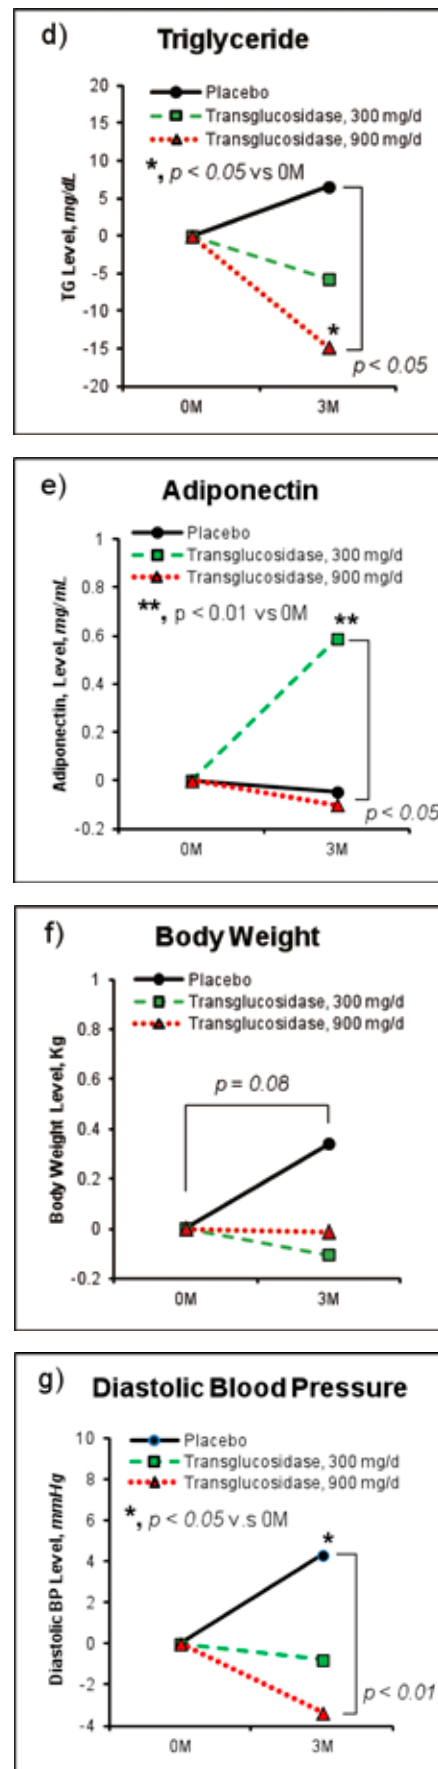 d) Triglyceride
Placebo
Transglucosidase, 300 mg/d
Transglucosidase, 900 mg/d
*, p < 0.05 vs 0M
TG Level, mg/dL
20
15
10
5
0
-5
-10
-15
-20
*
p < 0.05
0M 3M
e) Adiponectin
Placebo
Transglucosidase, 300 mg/d
Transglucosidase, 900 mg/d
**, p < 0.01 vs 0M
**
Adiponectin, Level, mg/mL
1
0.8
0.6
0.4
0.2
0
-0.2
p < 0.05
0M 3M
f) Body Weight
Placebo
Transglucosidase, 300 mg/d
Transglucosidase, 900 mg/d
p = 0.08
Body Weight Level, Kg
1
0.8
0.6
0.4
0.2
0
-0.2
0M 3M
g) Diastolic Blood Pressure
Placebo
Transglucosidase, 300 mg/d
Transglucosidase, 900 mg/d
*, p < 0.05 v.s 0M
*
Diastolic BP Level, mmHg
10
8
6
4
2
0
-2
-4
p < 0.01
0M 3M